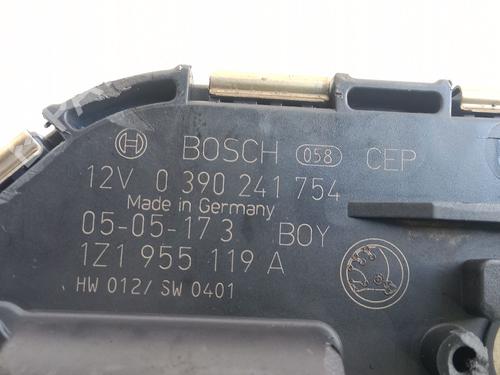 BOSCH 058 CEP
12V 0 390 241 754
Made in Germany
05-05-17 3 BOY
1Z1 955 119 A
HW 012/ SW 0401